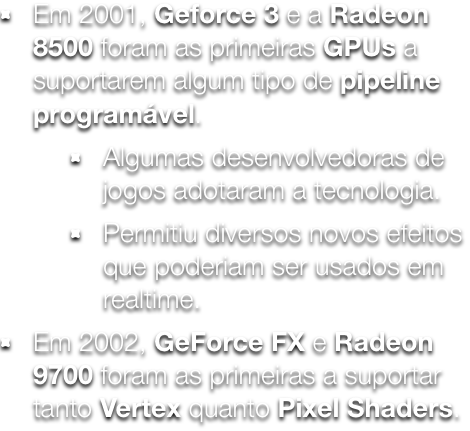 Em 2001, Geforce 3 e a Radeon
8500 foram as primeiras GPUs a
suportarem algum tipo de pipeline
programável.
Algumas desenvolvedoras de
jogos adotaram a tecnologia.
Permitiu diversos novos efeitos
que poderiam ser usados em
realtime.
Em 2002, GeForce FX e Radeon
9700 foram as primeiras a suportar
tanto Vertex quanto Pixel Shaders.